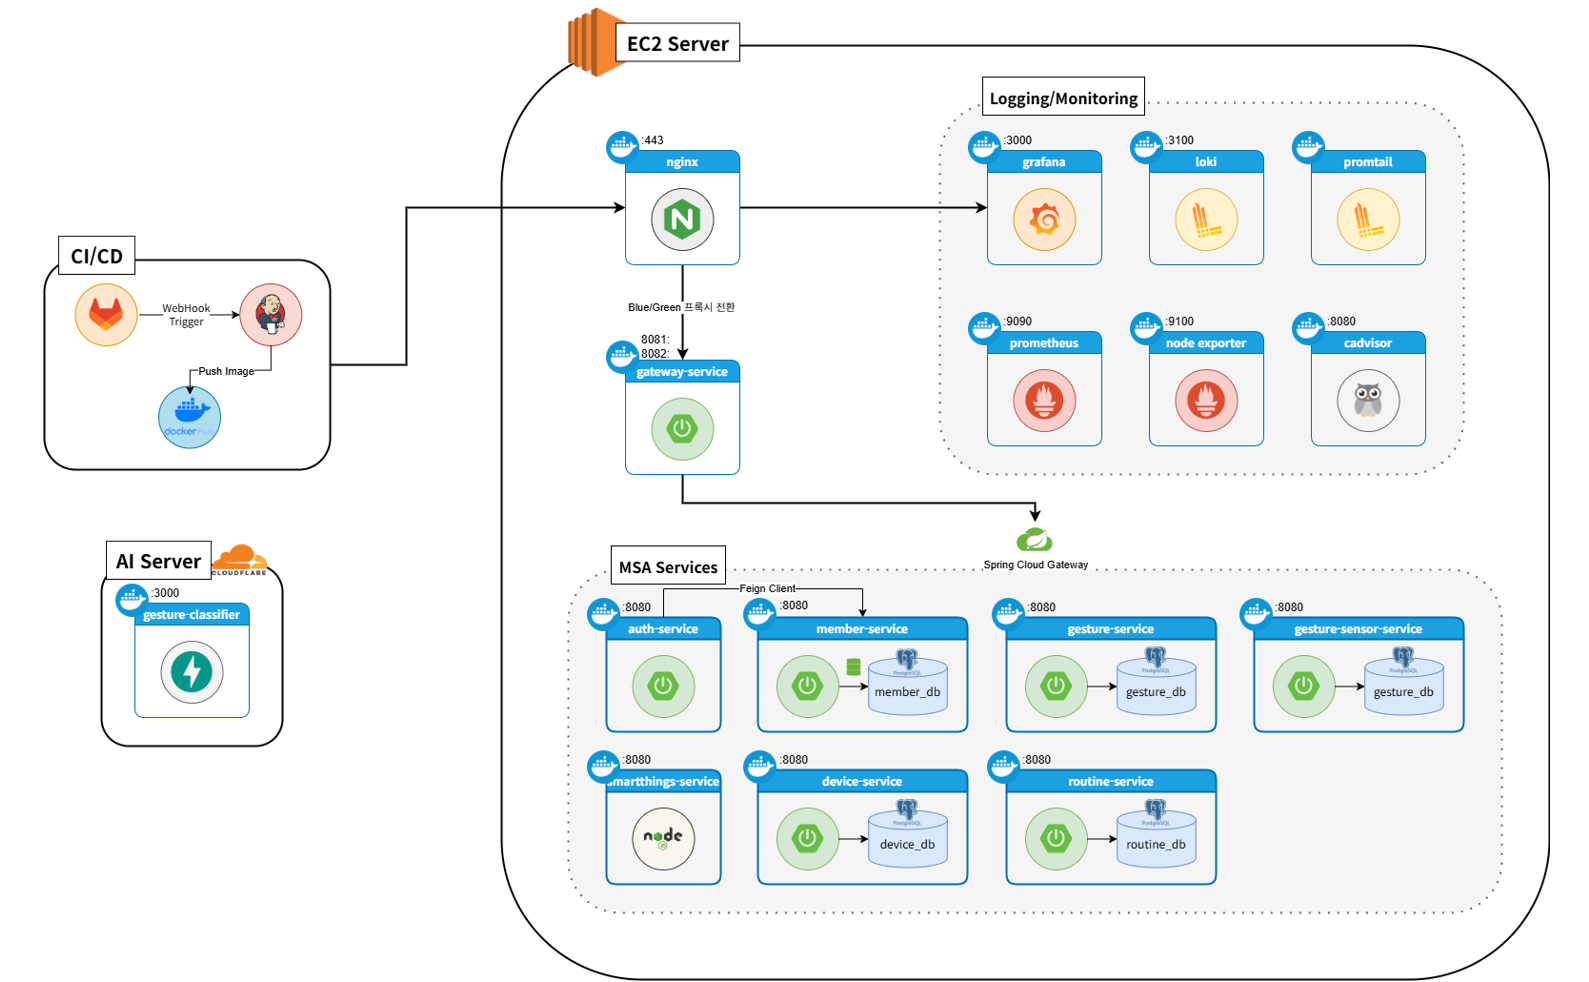 EC2 Server
Logging/Monitoring
:443
nginx
:3000
grafana
:3100
loki
promtail
CI/CD
WebHook
Trigger
Push Image
dockerhub
Blue/Green 프록시 전환
8081:
8082:
gateway-service
:9090
prometheus
:9100
node exporter
:8080
cadvisor
AI Server
CLOUDFLARE
:3000
gesture-classifier
Spring Cloud Gateway
MSA Services
Feign Client
:8080
auth-service
:8080
member-service
PostgreSQL
member_db
:8080
gesture-service
PostgreSQL
gesture_db
:8080
gesture-sensor-service
PostgreSQL
gesture_db
:8080
smartthings-service
node
JS
:8080
device-service
PostgreSQL
device_db
:8080
routine-service
PostgreSQL
routine_db